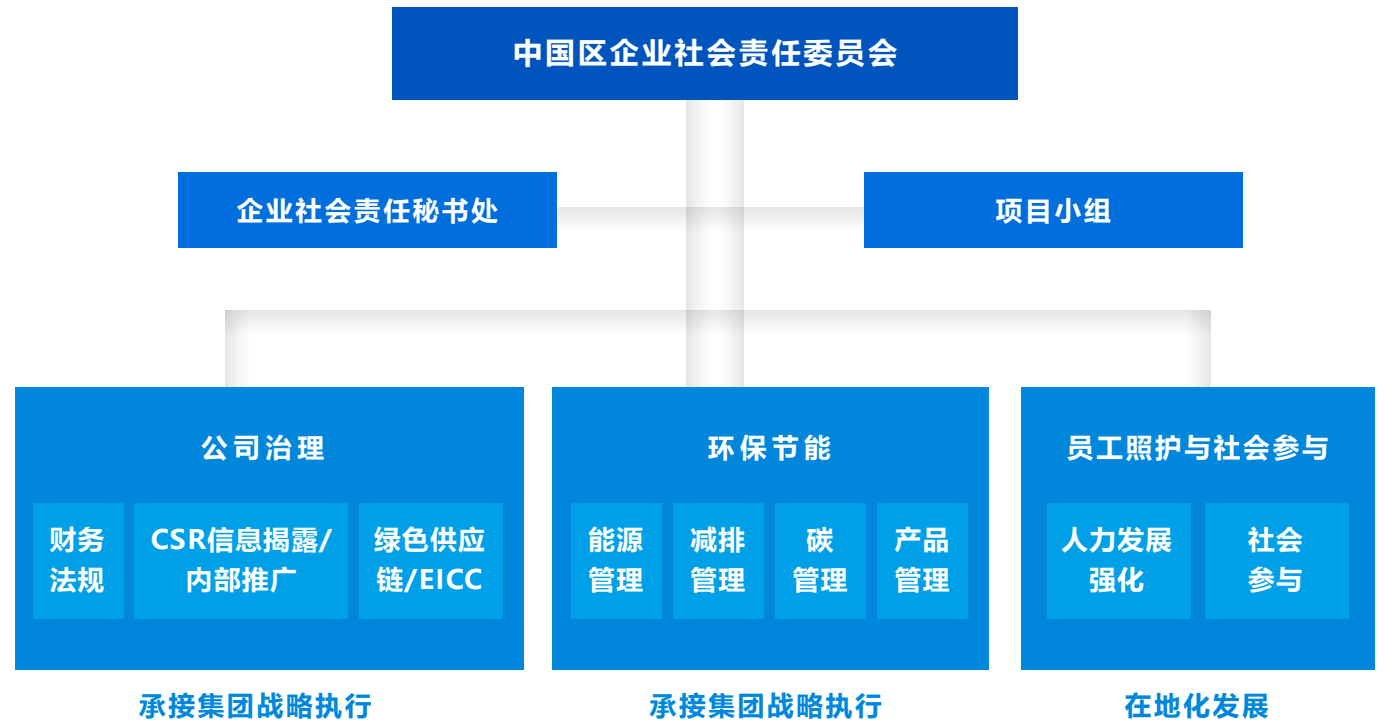 中国区企业社会责任委员会
企业社会责任秘书处
项目小组
公司治理
财务
法规
CSR信息揭露/
内部推广
绿色供应
链/EICC
承接集团战略执行
环保节能
能源
管理
减排
管理
碳
管理
产品
管理
承接集团战略执行
员工照护与社会参与
人力发展
强化
社会
参与
在地化发展